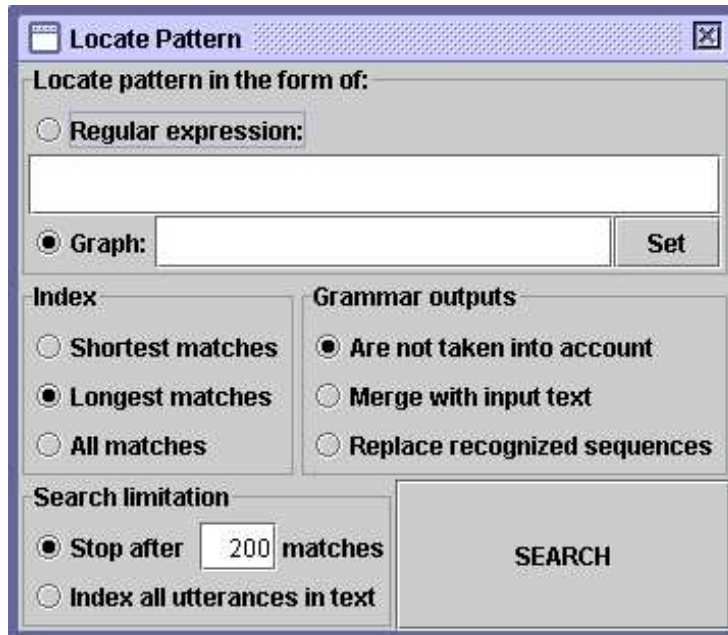 Locate Pattern
Locate pattern in the form of:
Regular expression:
Graph:
Set
Index
Shortest matches
Longest matches
All matches
Grammar outputs
Are not taken into account
Merge with input text
Replace recognized sequences
Search limitation
Stop after 200 matches
Index all utterances in text
SEARCH